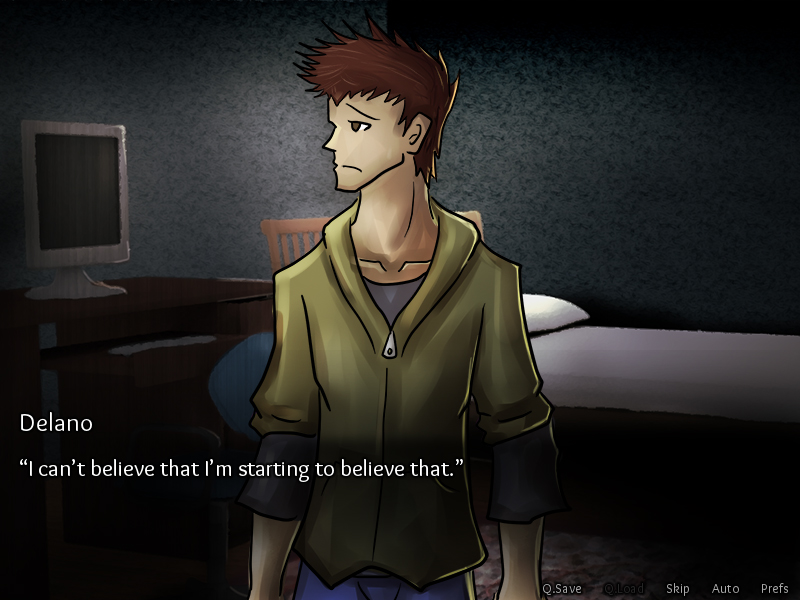 Delano
“I can’t believe that I’m starting to believe that.”
Q.Save Q.Load Skip Auto Prefs